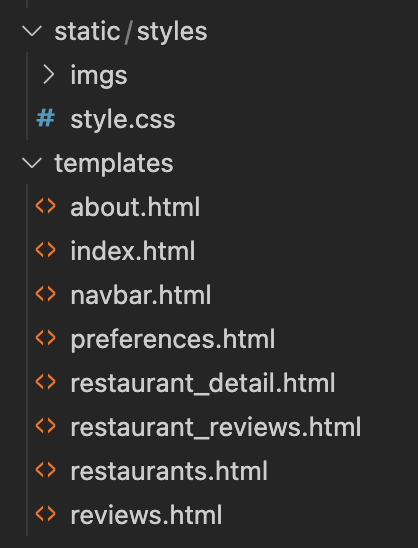 static/styles
imgs
# style.css
templates
<> about.html
<> index.html
<> navbar.html
<> preferences.html
<> restaurant_detail.html
<> restaurant_reviews.html
<> restaurants.html
<> reviews.html